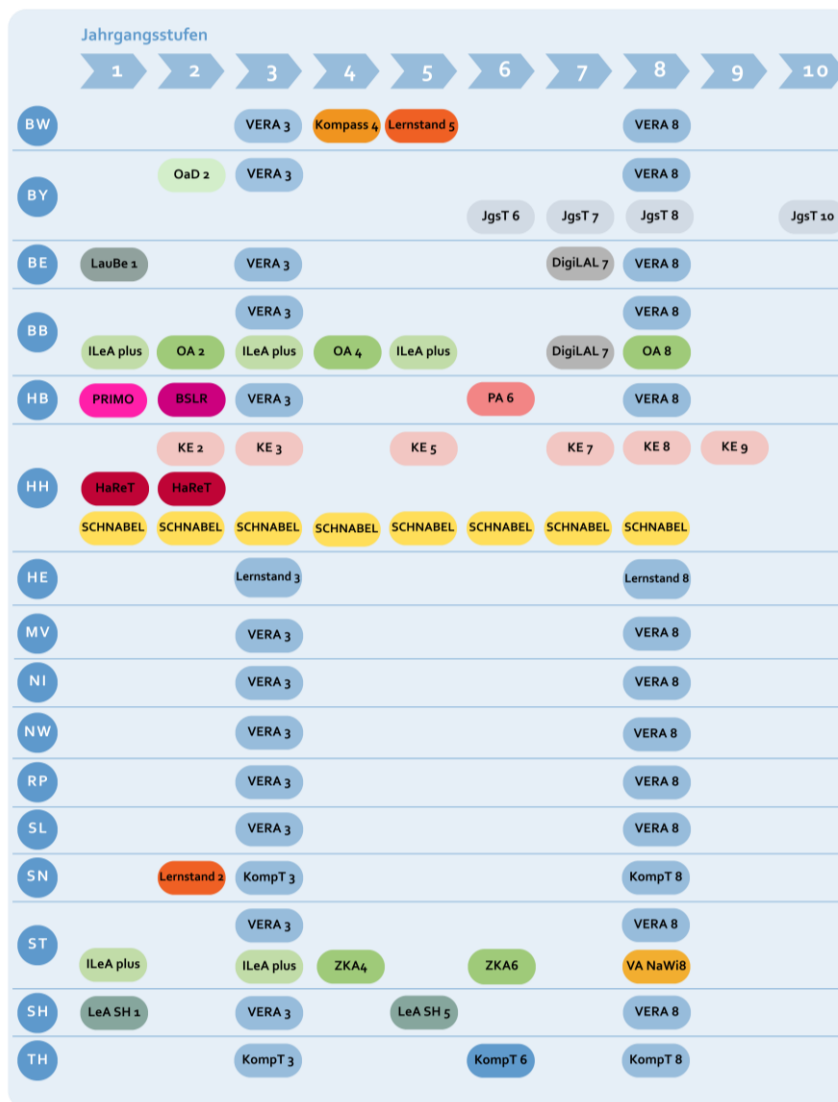 Jahrgangsstufen
1 2 3 4 5 6 7 8 9 10
BW VERA 3 Kompass 4 Lernstand 5 VERA 8
OaD 2 VERA 3 VERA 8
BY
JgsT 6 JgsT 7 JgsT 8 JgsT 10
BE LauBe 1 VERA 3 DigiLAL 7 VERA 8
VERA 3 VERA 8
BB
ILeA plus OA 2 ILeA plus OA 4 ILeA plus DigiLAL 7 OA 8
HB PRIMO BSLR VERA 3 PA 6 VERA 8
KE 2 KE 3 KE 5 KE 7 KE 8 KE 9
HH HaReT HaReT
SCHNABEL SCHNABEL SCHNABEL SCHNABEL SCHNABEL SCHNABEL SCHNABEL SCHNABEL
HE Lernstand 3 Lernstand 8
MV VERA 3 VERA 8
NI VERA 3 VERA 8
NW VERA 3 VERA 8
RP VERA 3 VERA 8
SL VERA 3 VERA 8
SN Lernstand 2 KompT 3 KompT 8
VERA 3 VERA 8
ST
ILeA plus ILeA plus ZKA4 ZKA6 VA NaWi8
SH LeA SH 1 VERA 3 LeA SH 5 VERA 8
TH KompT 3 KompT 6 KompT 8